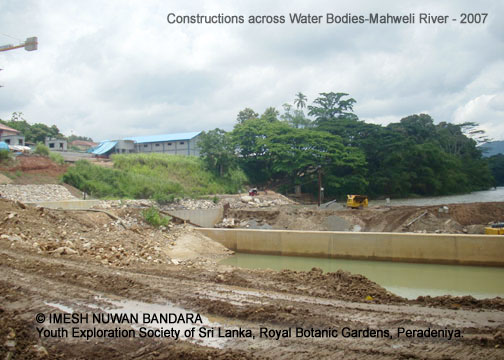 Constructions across Water Bodies-Mahweli River - 2007
© IMESH NUWAN BANDARA
Youth Exploration Society of Sri Lanka, Royal Botanic Gardens, Peradeniya.